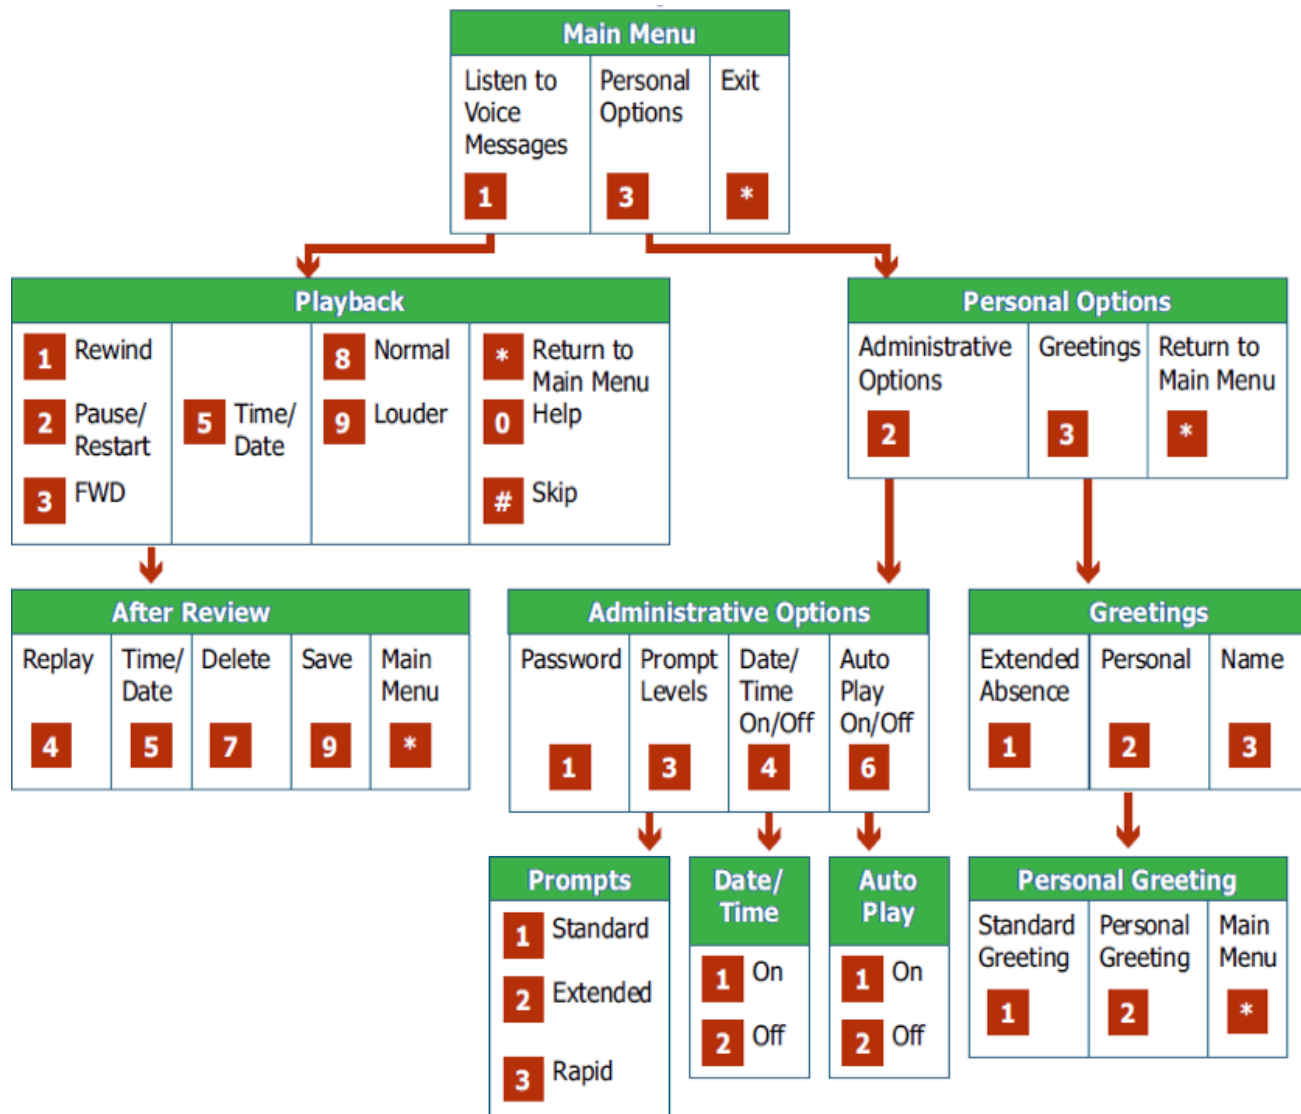 Main Menu
Listen to
Voice
Messages
1
Personal
Options
3
Exit
*
Playback
1 Rewind
2 Pause/
Restart
3 FWD
5 Time/
Date
8 Normal
9 Louder
* Return to
Main Menu
0 Help
# Skip
Personal Options
Administrative
Options
2
Greetings
3
Return to
Main Menu
*
After Review
Replay
4
Time/
Date
5
Delete
7
Save
9
Main
Menu
*
Administrative Options
Password
1
Prompt
Levels
3
Date/
Time
On/Off
4
Auto
Play
On/Off
6
Greetings
Extended
Absence
1
Personal
2
Name
3
Prompts
1 Standard
2 Extended
3 Rapid
Date/
Time
1 On
2 Off
Auto
Play
1 On
2 Off
Personal Greeting
Standard
Greeting
1
Personal
Greeting
2
Main
Menu
*